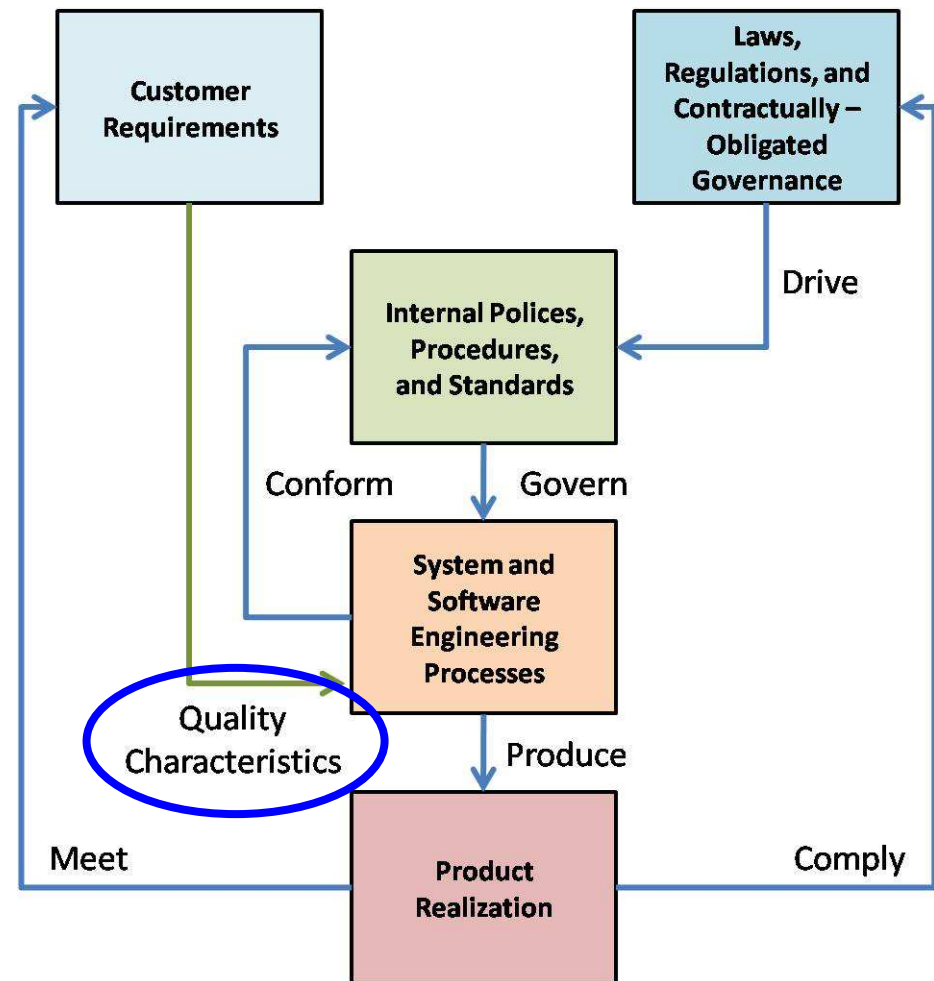 Customer
Requirements
Laws,
Regulations, and
Contractually –
Obligated
Governance
Drive
Internal Polices,
Procedures,
and Standards
Conform
Govern
System and
Software
Engineering
Processes
Quality
Characteristics
Produce
Meet
Product
Realization
Comply